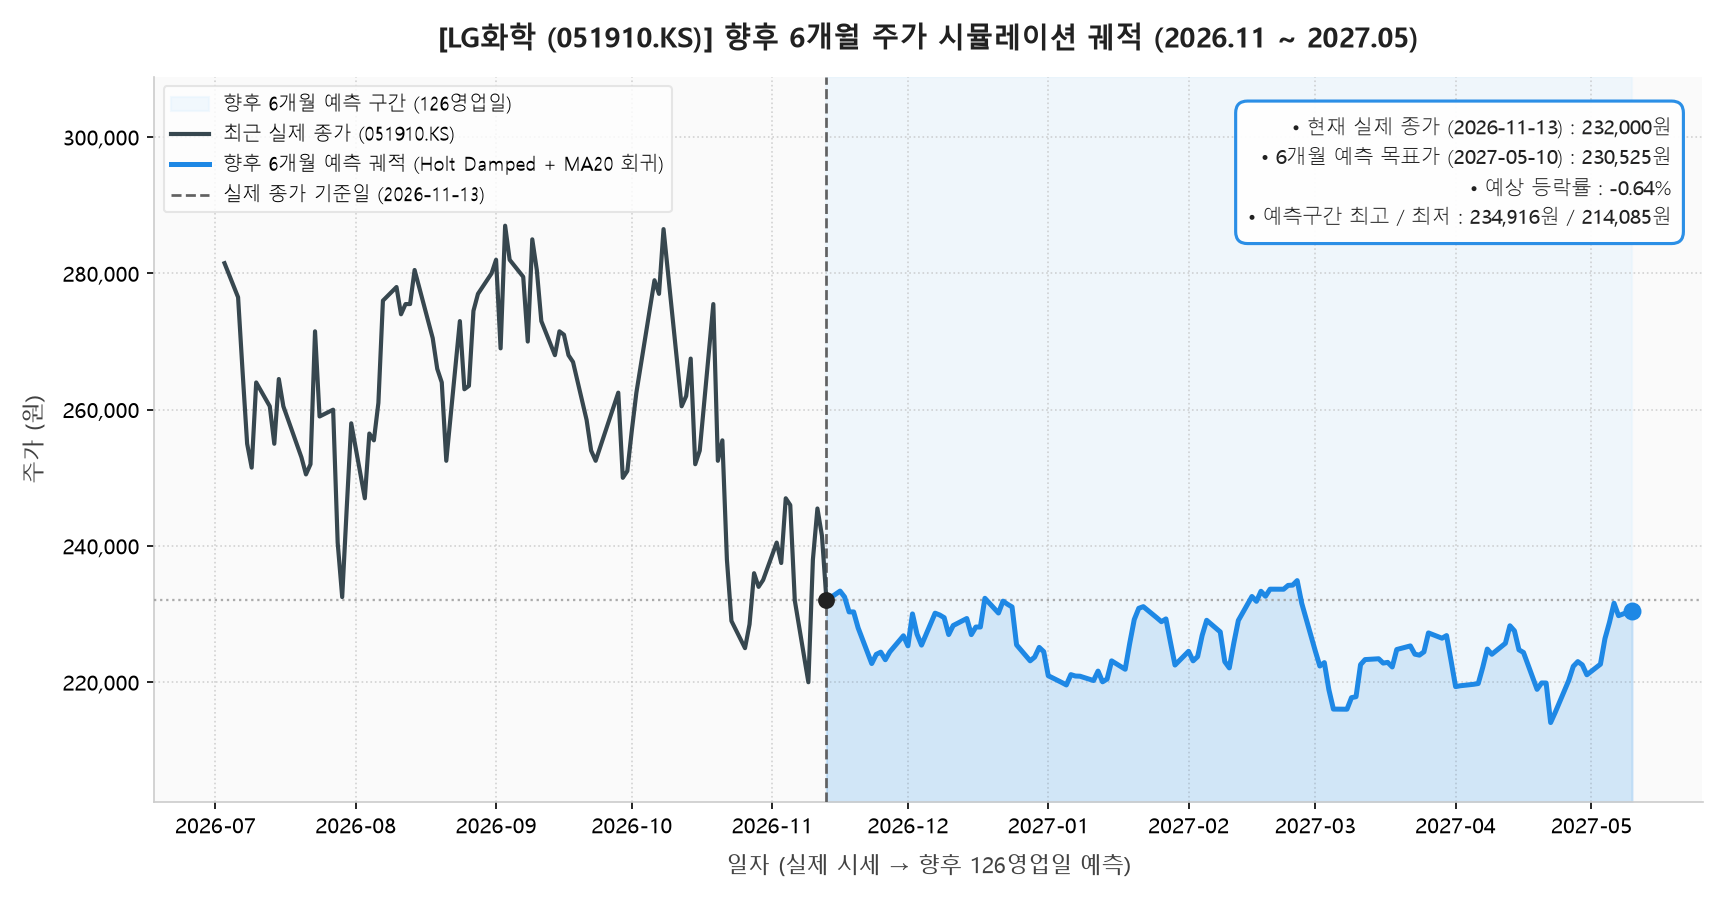 [LG화학 (051910.KS)] 향후 6개월 주가 시뮬레이션 궤적 (2026.11 ~ 2027.05)
향후 6개월 예측 구간 (126영업일)
최근 실제 종가 (051910.KS)
향후 6개월 예측 궤적 (Holt Damped + MA20 회귀)
실제 종가 기준일 (2026-11-13)
• 현재 실제 종가 (2026-11-13) : 232,000원
• 6개월 예측 목표가 (2027-05-10) : 230,525원
• 예상 등락률 : -0.64%
• 예측구간 최고 / 최저 : 234,916원 / 214,085원
주가 (원)
300,000
280,000
260,000
240,000
220,000
2026-07 2026-08 2026-09 2026-10 2026-11 2026-12 2027-01 2027-02 2027-03 2027-04 2027-05
일자 (실제 시세 → 향후 126영업일 예측)